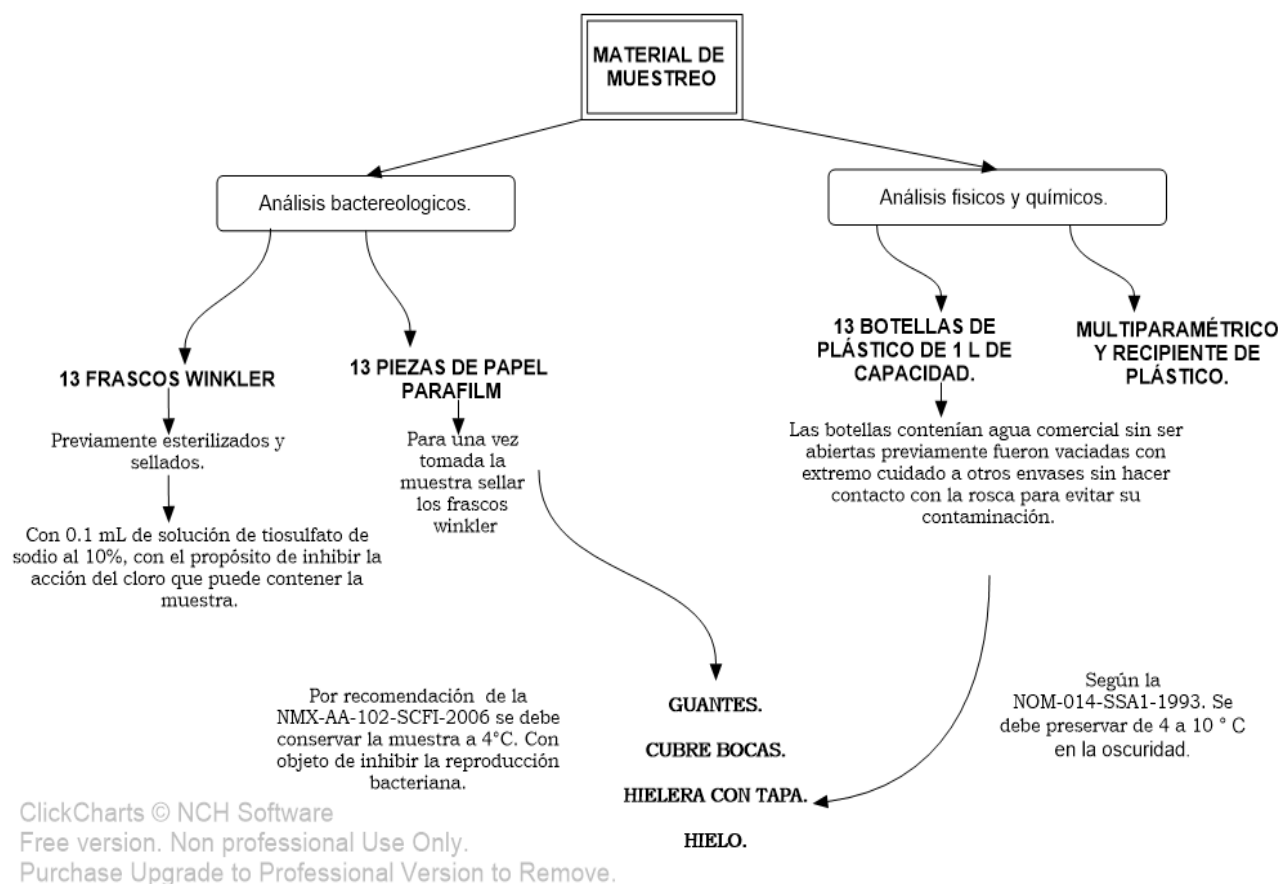 MATERIAL DE
MUESTREO
Análisis bactereologicos.
Análisis fisicos y químicos.
13 FRASCOS WINKLER
13 PIEZAS DE PAPEL
PARAFILM
13 BOTELLAS DE
PLÁSTICO DE 1 L DE
CAPACIDAD.
MULTIPARAMÉTRICO
Y RECIPIENTE DE
PLÁSTICO.
Previamente esterilizados y
sellados.
Para una vez
tomada la
muestra sellar
los frascos
winkler
Las botellas contenían agua comercial sin ser
abiertas previamente fueron vaciadas con
extremo cuidado a otros envases sin hacer
contacto con la rosca para evitar su
contaminación.
Con 0.1 mL de solución de tiosulfato de
sodio al 10%, con el propósito de inhibir la
acción del cloro que puede contener la
muestra.
Por recomendación de la
NMX-AA-102-SCFI-2006 se debe
conservar la muestra a 4°C. Con
objeto de inhibir la reproducción
bacteriana.
GUANTES.
CUBRE BOCAS.
HIELERA CON TAPA.
HIELO.
Según la
NOM-014-SSA1-1993. Se
debe preservar de 4 a 10 ° C
en la oscuridad.
ClickCharts © NCH Software
Free version. Non professional Use Only.
Purchase Upgrade to Professional Version to Remove.